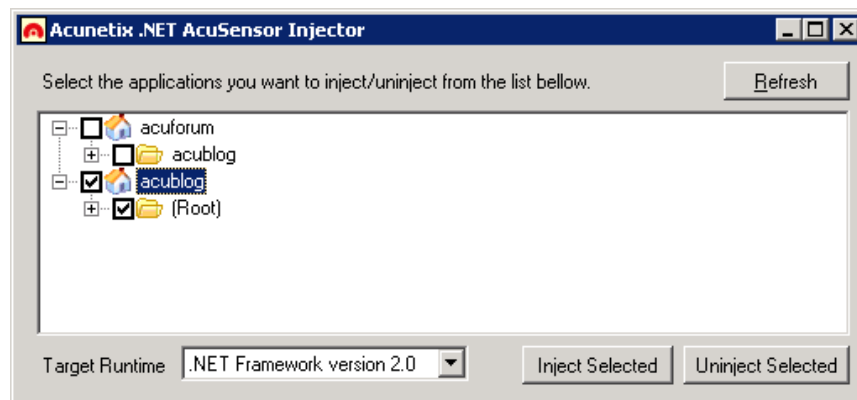 Acunetix .NET AcuSensor Injector
Select the applications you want to inject/uninject from the list bellow.
Refresh
acuforum
acublog
acublog
(Root)
Target Runtime
.NET Framework version 2.0
Inject Selected
Uninject Selected